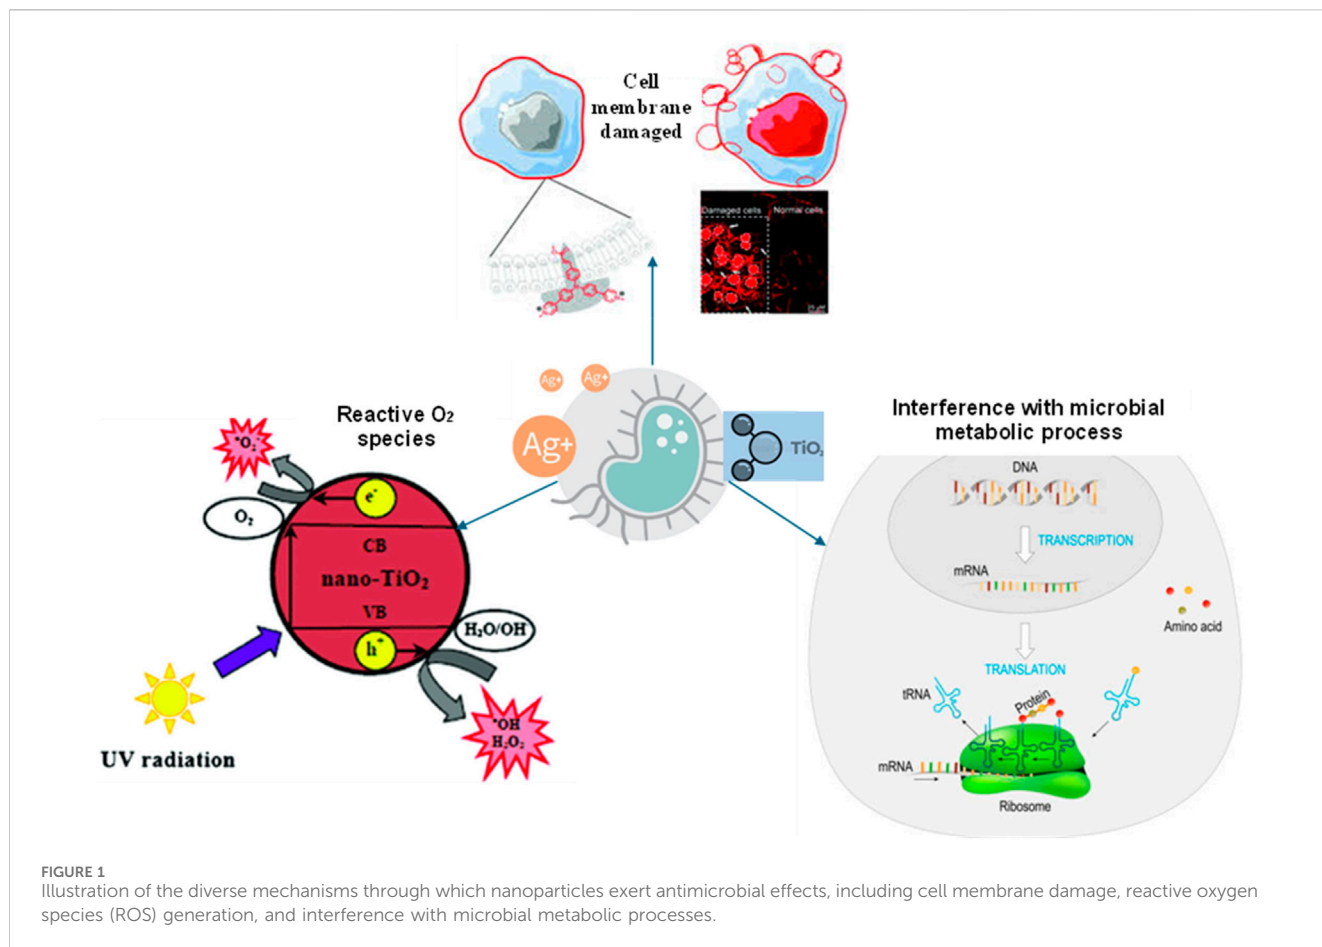 Cell
membrane
damaged
Damaged cells
Normal cells
Ag+
Ag+
Ag+
TiO₂
Reactive O₂
species
•O₂⁻
O₂
e⁻
CB
nano-TiO₂
VB
h⁺
H₂O/OH
•OH
H₂O₂
UV radiation
Interference with microbial
metabolic process
DNA
TRANSCRIPTION
mRNA
Amino acid
TRANSLATION
tRNA
Protein
mRNA
Ribosome
FIGURE 1
Illustration of the diverse mechanisms through which nanoparticles exert antimicrobial effects, including cell membrane damage, reactive oxygen
species (ROS) generation, and interference with microbial metabolic processes.